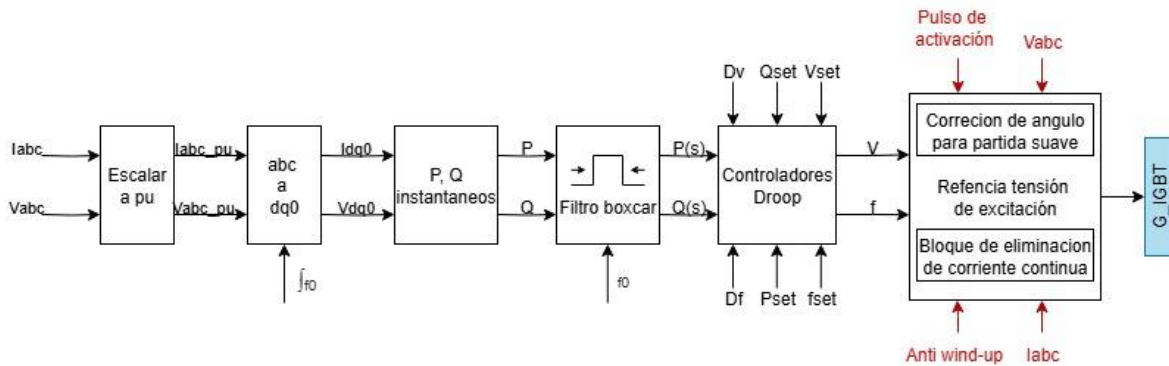 Pulso de
activación
Vabc
Dv
Qset
Vset
Iabc
Vabc
Escalar
a pu
Iabc_pu
Vabc_pu
abc
a
dq0
∫f0
Idq0
Vdq0
P, Q
instantaneos
P
Q
Filtro boxcar
f0
P(s)
Q(s)
Controladores
Droop
Df
Pset
fset
V
f
Correcion de angulo
para partida suave
Refencia tensión
de excitación
Bloque de eliminacion
de corriente continua
G_IGBT
Anti wind-up
Iabc